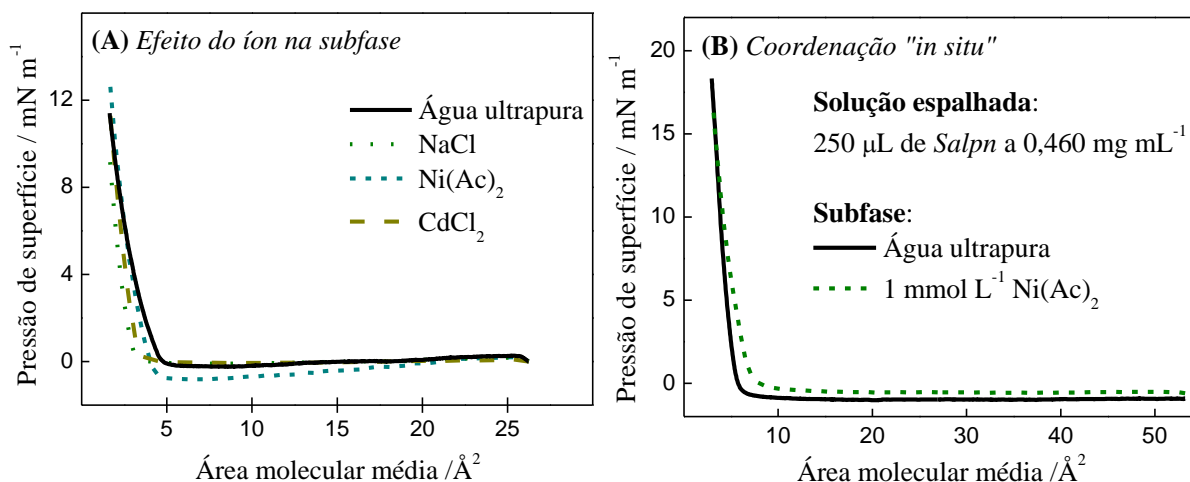 (A) Efeito do íon na subfase
Pressão de superfície / mN m⁻¹
12
8
4
0
Água ultrapura
NaCl
Ni(Ac)₂
CdCl₂
5
10
15
20
25
Área molecular média /Å²
(B) Coordenação "in situ"
Pressão de superfície / mN m⁻¹
20
15
10
5
0
Solução espalhada:
250 μL de Salpn a 0,460 mg mL⁻¹
Subfase:
Água ultrapura
1 mmol L⁻¹ Ni(Ac)₂
10
20
30
40
50
Área molecular média /Å²